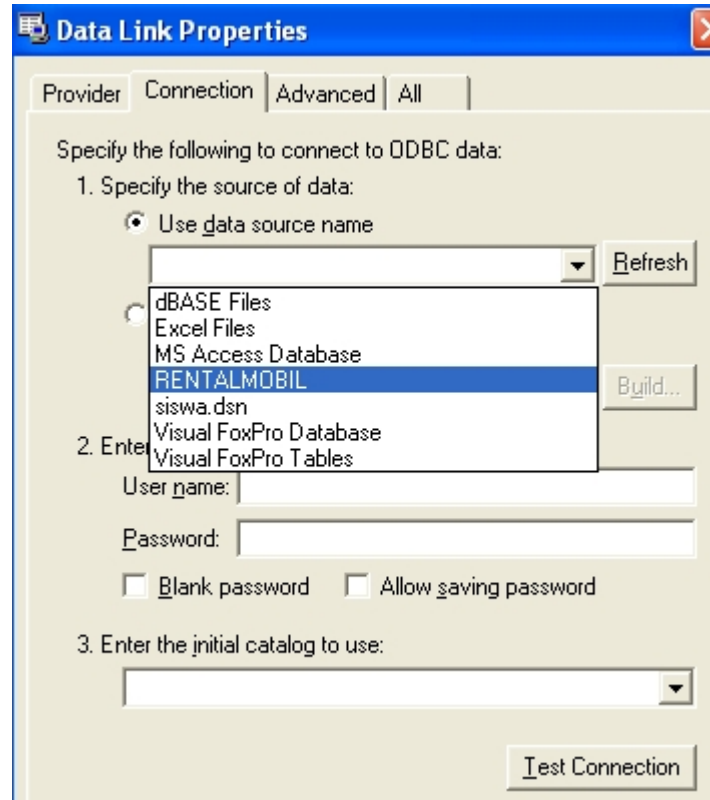 Data Link Properties
Provider Connection Advanced All
Specify the following to connect to ODBC data:
1. Specify the source of data:
Use data source name
Refresh
dBASE Files
Excel Files
MS Access Database
RENTALMOBIL
Build...
siswa.dsn
Visual FoxPro Database
2. Enter
Visual FoxPro Tables
User name:
Password:
Blank password Allow saving password
3. Enter the initial catalog to use:
Test Connection